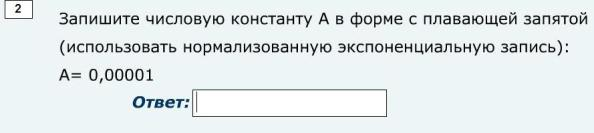 2
Запишите числовую константу A в форме с плавающей запятой
(использовать нормализованную экспоненциальную запись):
A= 0,00001
Ответ: